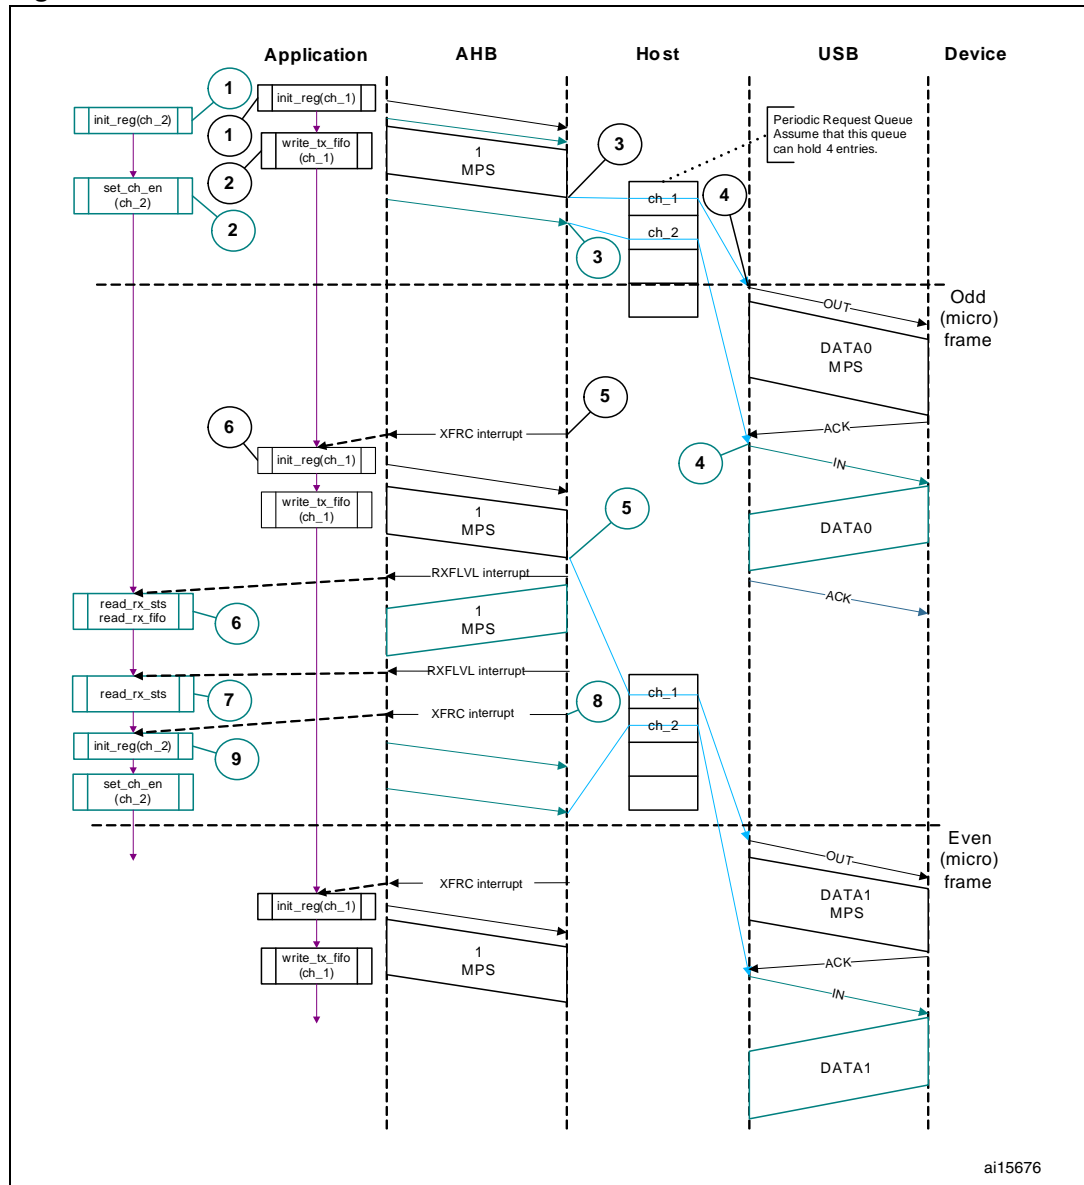 Application
AHB
Host
USB
Device
1
init_reg(ch_2)
init_reg(ch_1)
1
write_tx_fifo
(ch_1)
2
set_ch_en
(ch_2)
2
1
MPS
3
3
Periodic Request Queue
Assume that this queue
can hold 4 entries.
4
ch_1
ch_2
Odd
(micro)
frame
OUT
DATA0
MPS
ACK
5
XFRC interrupt
6
init_reg(ch_1)
4
IN
write_tx_fifo
(ch_1)
1
MPS
5
DATA0
RXFLVL interrupt
read_rx_sts
read_rx_fifo
6
1
MPS
ACK
RXFLVL interrupt
read_rx_sts
7
XFRC interrupt
8
ch_1
ch_2
init_reg(ch_2)
9
set_ch_en
(ch_2)
Even
(micro)
frame
OUT
XFRC interrupt
init_reg(ch_1)
DATA1
MPS
write_tx_fifo
(ch_1)
1
MPS
ACK
IN
DATA1
ai15676